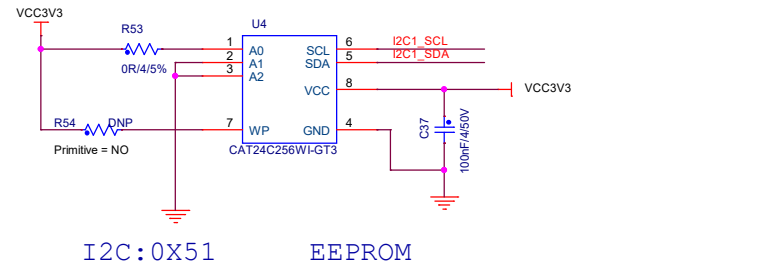 VCC3V3
R53
0R/4/5%
U4
1 A0
2 A1
3 A2
7 WP
SCL 6 I2C1_SCL
SDA 5 I2C1_SDA
VCC 8
VCC3V3
GND 4
CAT24C256WI-GT3
R54 DNP
Primitive = NO
C37
100nF/4/50V
I2C:0X51 EEPROM